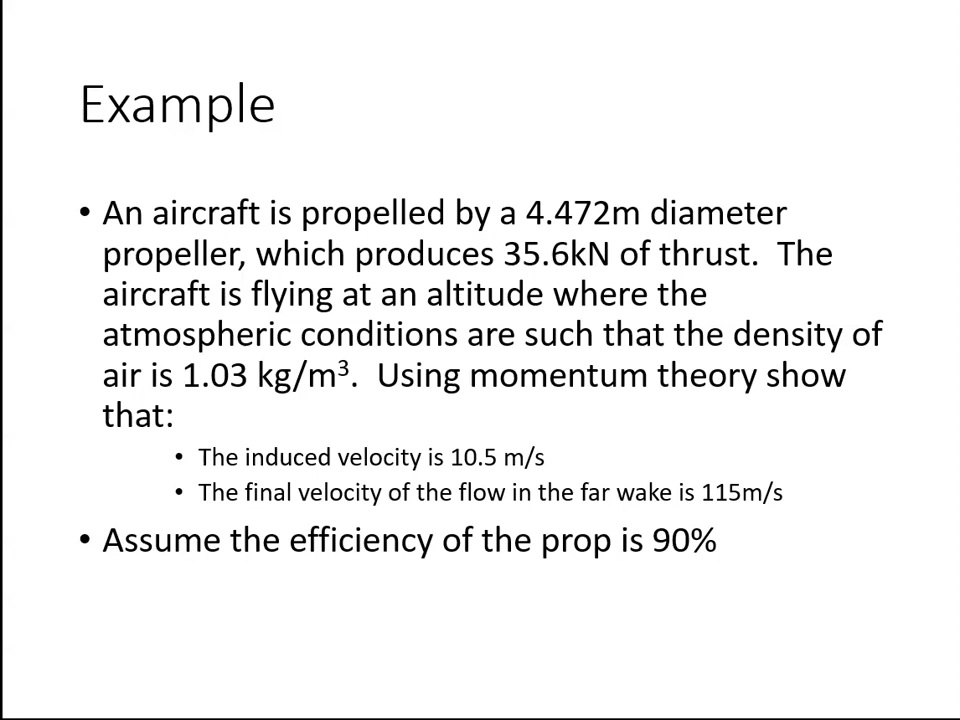 Example
• An aircraft is propelled by a 4.472m diameter
propeller, which produces 35.6kN of thrust.  The
aircraft is flying at an altitude where the
atmospheric conditions are such that the density of
air is 1.03 kg/m³.  Using momentum theory show
that:
• The induced velocity is 10.5 m/s
• The final velocity of the flow in the far wake is 115m/s
• Assume the efficiency of the prop is 90%